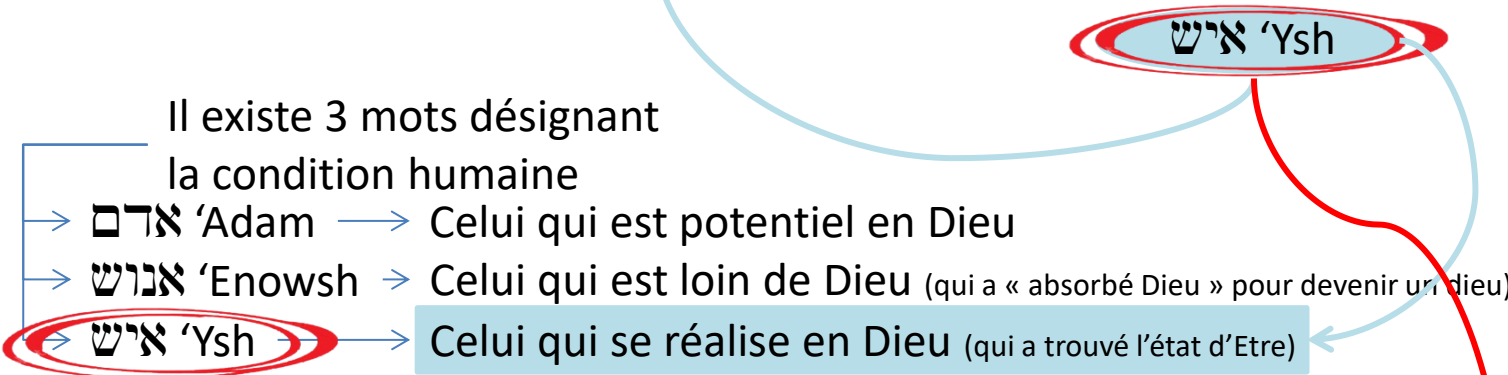 איש ‘Ysh
Il existe 3 mots désignant
la condition humaine
אדם ‘Adam Celui qui est potentiel en Dieu
אנוש ‘Enowsh Celui qui est loin de Dieu (qui a « absorbé Dieu » pour devenir un dieu)
איש ‘Ysh Celui qui se réalise en Dieu (qui a trouvé l’état d’Etre)